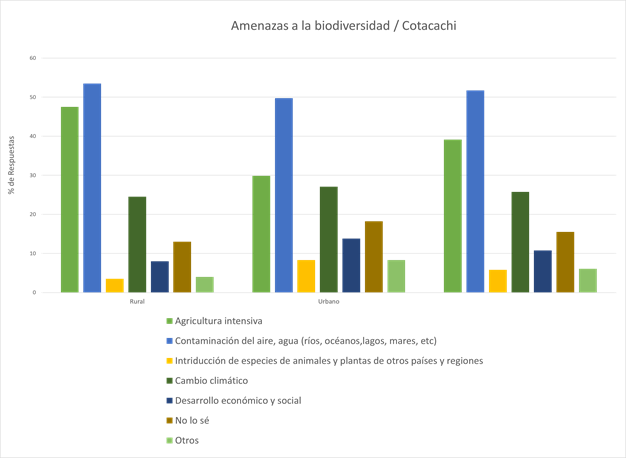 Amenazas a la biodiversidad / Cotacachi
60
50
40
30
20
10
0
% de Respuestas
Rural
Urbano
Agricultura intensiva
Contaminación del aire, agua (ríos, océanos,lagos, mares, etc)
Intriducción de especies de animales y plantas de otros países y regiones
Cambio climático
Desarrollo económico y social
No lo sé
Otros